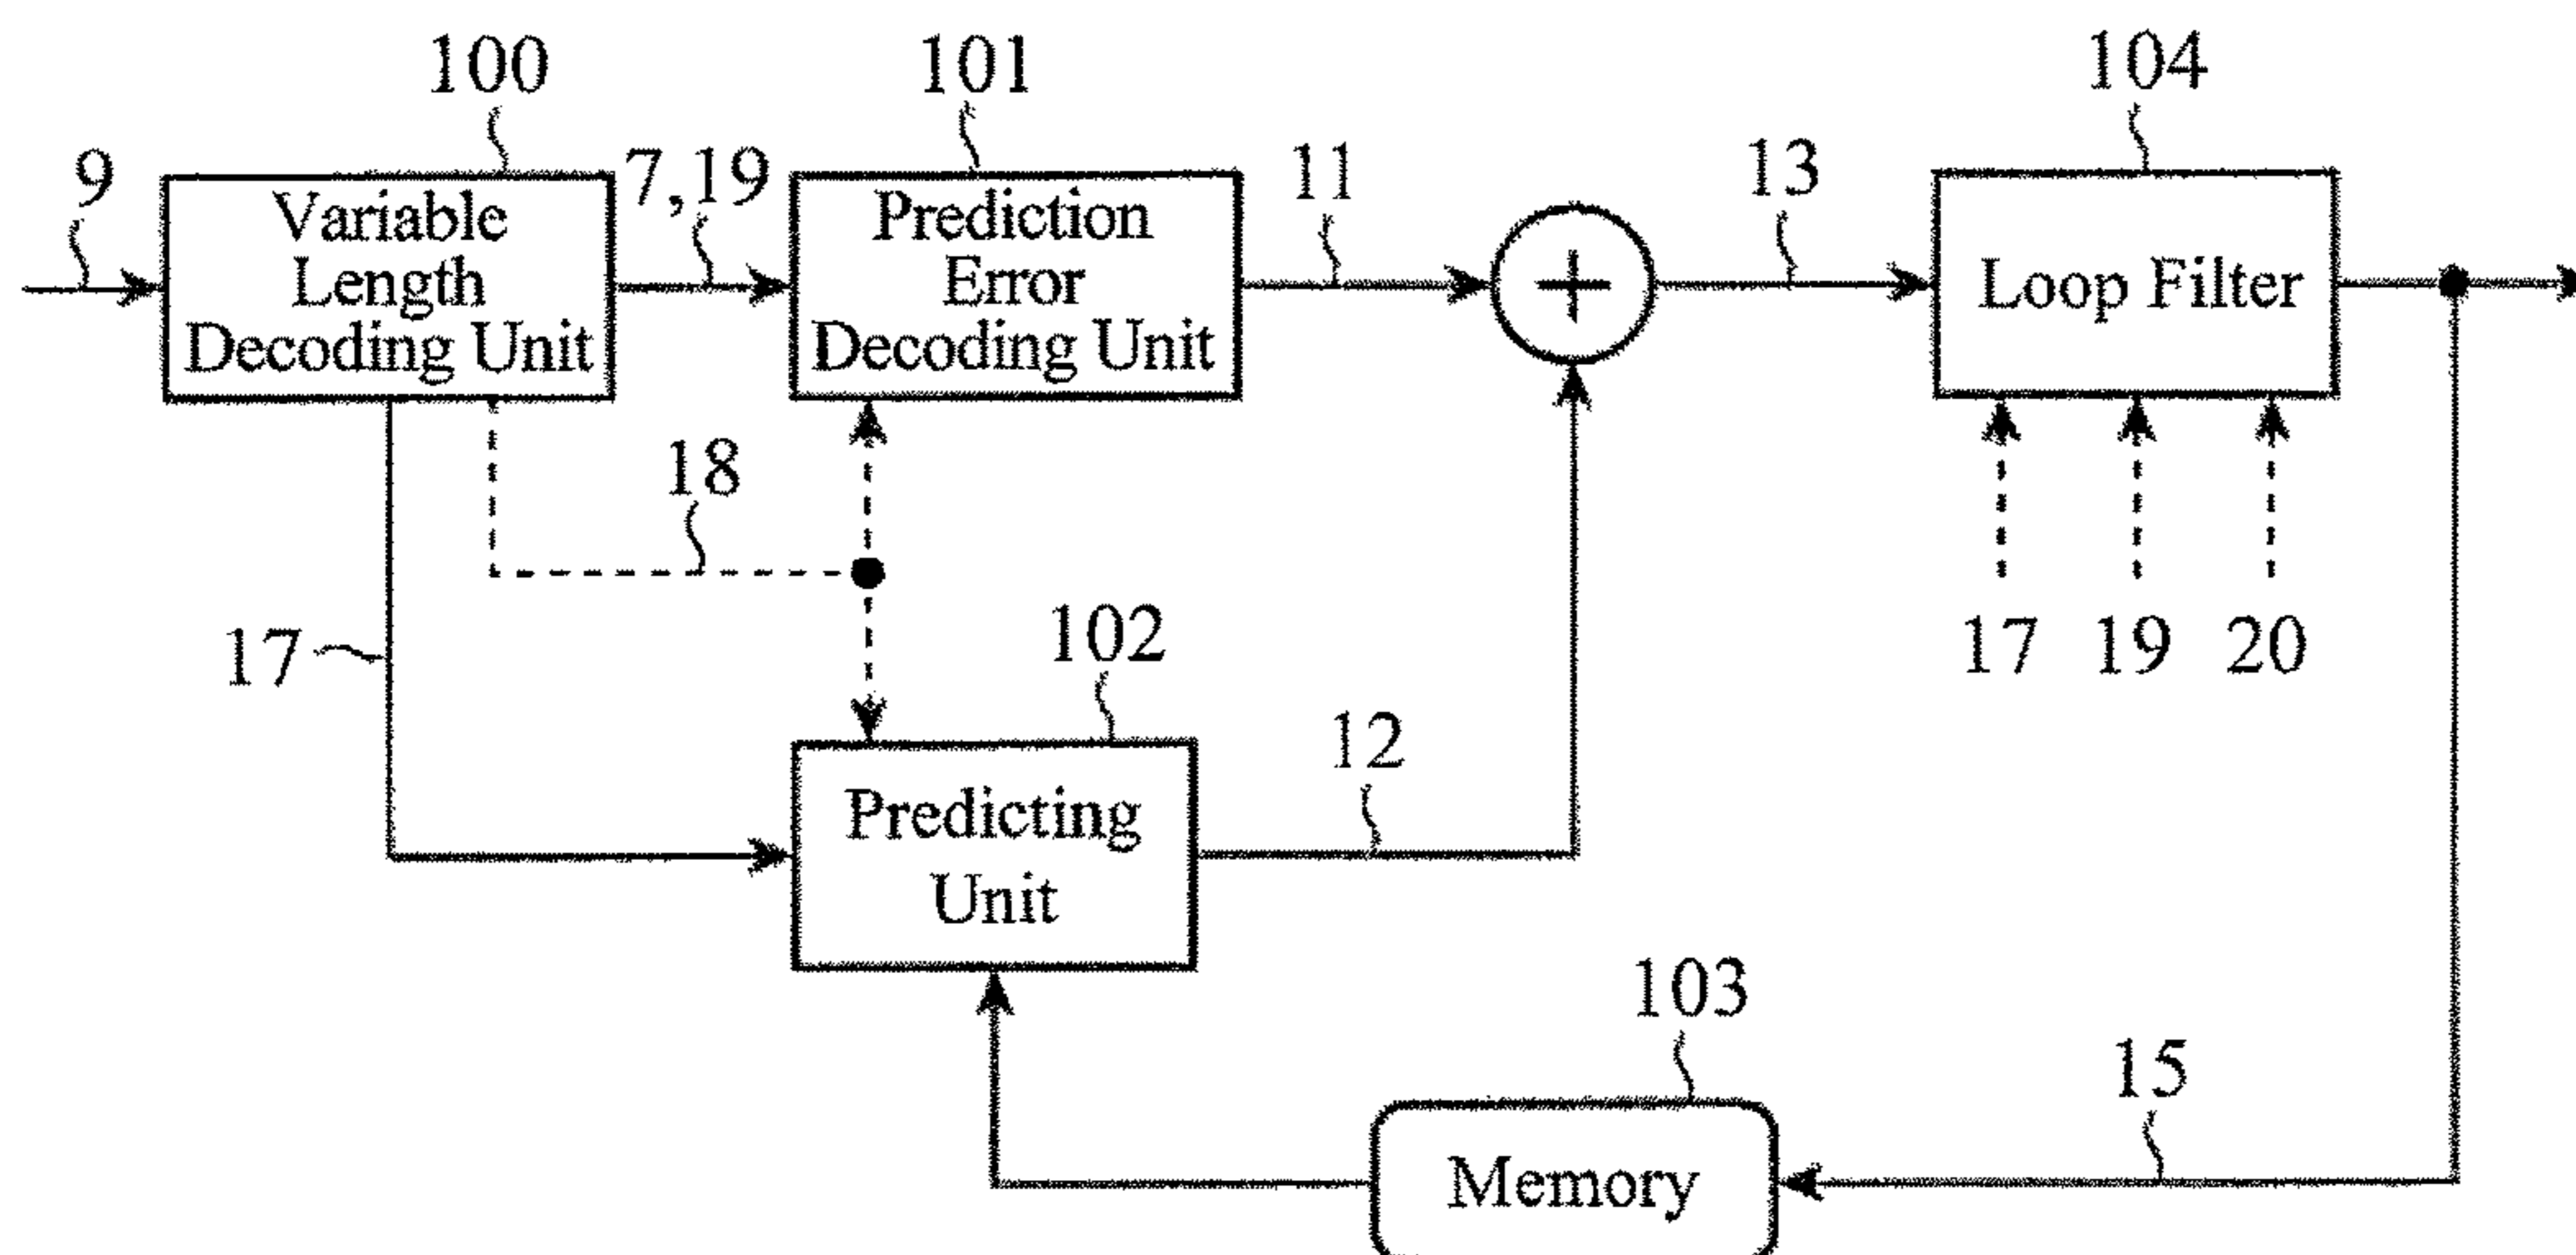 100
101
104
9
7,19
11
13
Variable
Length
Decoding Unit
Prediction
Error
Decoding Unit
+
Loop Filter
18
17
19
20
17
102
12
Predicting
Unit
103
15
Memory